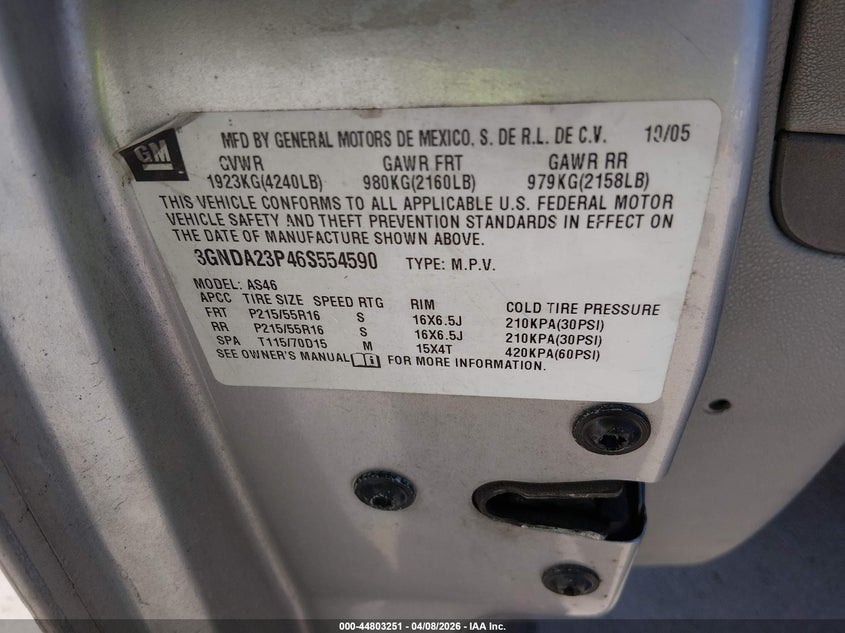 GM
MFD BY GENERAL MOTORS DE MEXICO, S. DE R.L. DE C.V. 10/05
GVWR GAWR FRT GAWR RR
1923KG(4240LB) 980KG(2160LB) 979KG(2158LB)
THIS VEHICLE CONFORMS TO ALL APPLICABLE U.S. FEDERAL MOTOR
VEHICLE SAFETY AND THEFT PREVENTION STANDARDS IN EFFECT ON
THE DATE OF MANUFACTURE SHOWN ABOVE.
3GNDA23P46S554590 TYPE: M.P.V.
MODEL: AS46
APCC TIRE SIZE SPEED RTG RIM COLD TIRE PRESSURE
FRT P215/55R16 S 16X6.5J 210KPA(30PSI)
RR P215/55R16 S 16X6.5J 210KPA(30PSI)
SPA T115/70D15 M 15X4T 420KPA(60PSI)
SEE OWNER'S MANUAL FOR MORE INFORMATION.
000-44803251 | 04/08/2026 | IAA Inc.